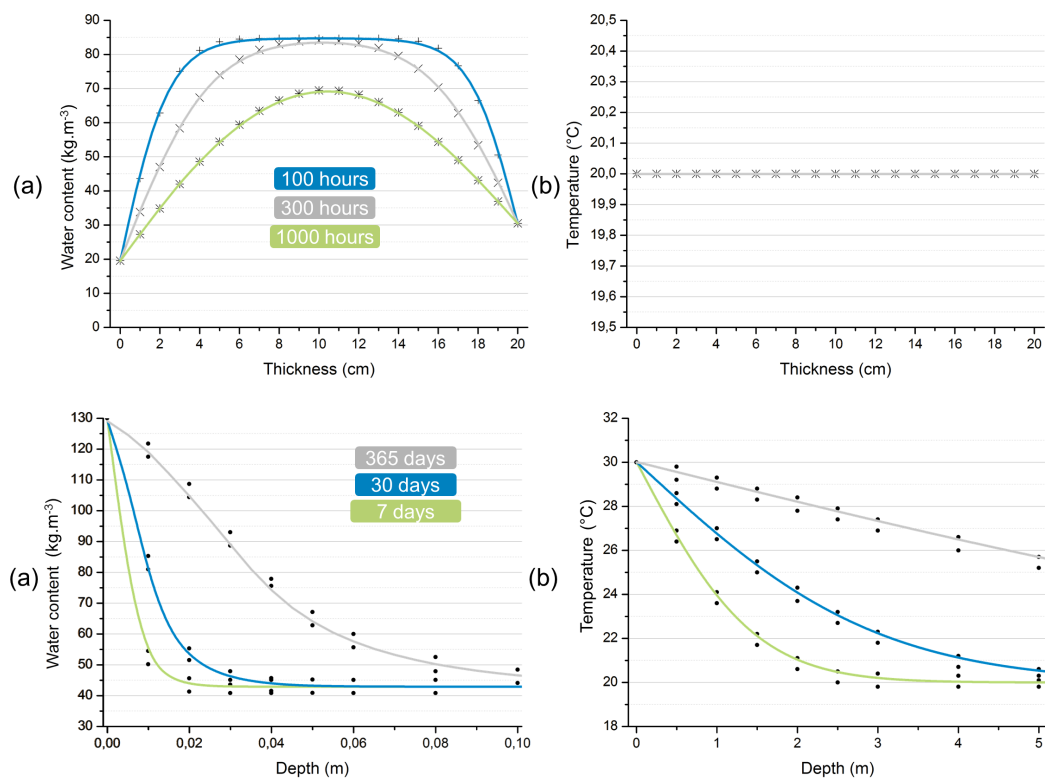 90
80
70
60
50
40
30
20
10
0
Water content (kg.m-3)
(a)
100 hours
300 hours
1000 hours
0 2 4 6 8 10 12 14 16 18 20
Thickness (cm)
20,5
20,4
20,3
20,2
20,1
20,0
19,9
19,8
19,7
19,6
19,5
Temperature (°C)
(b)
0 2 4 6 8 10 12 14 16 18 20
Thickness (cm)
130
120
110
100
90
80
70
60
50
40
30
Water content (kg.m-3)
(a)
365 days
30 days
7 days
0,00 0,02 0,04 0,06 0,08 0,10
Depth (m)
32
30
28
26
24
22
20
18
Temperature (°C)
(b)
0 1 2 3 4 5
Depth (m)